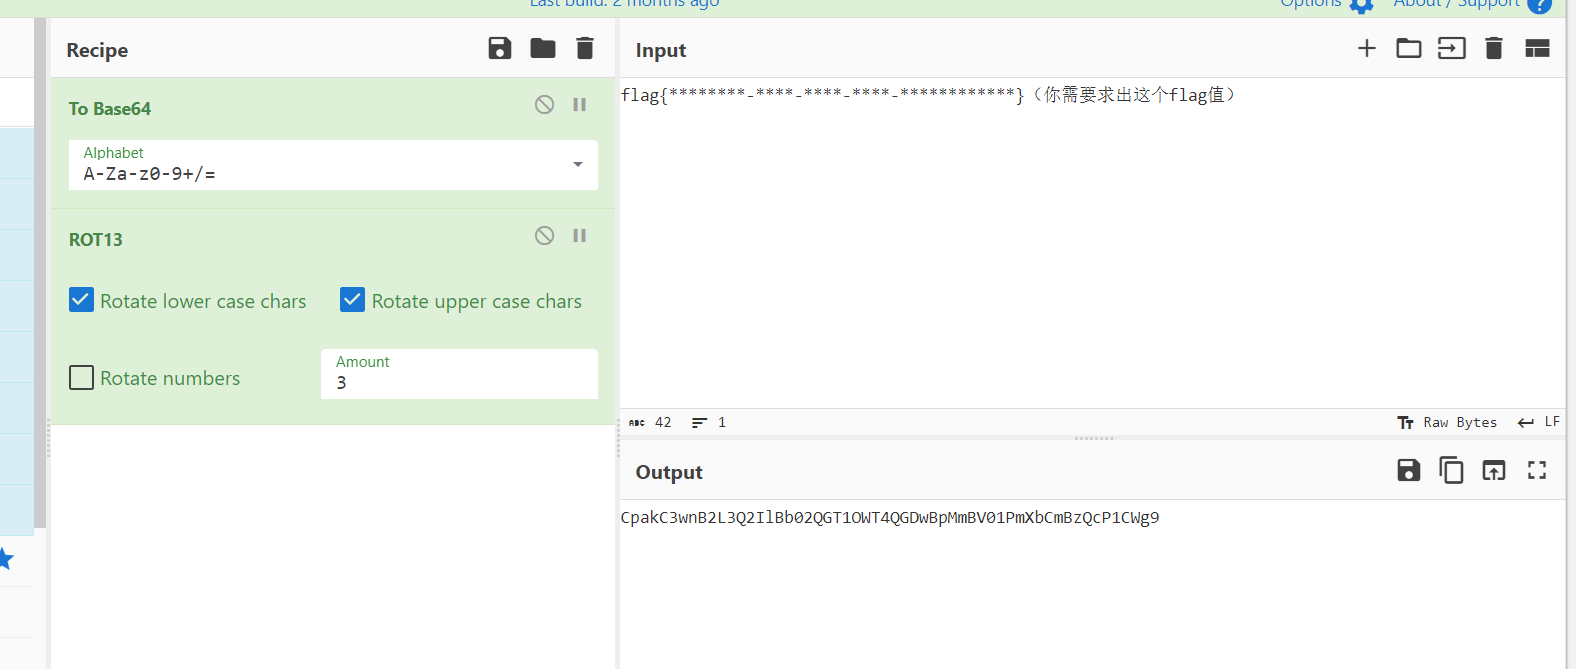 Last build: 2 months ago
Options
About / Support
?
Recipe
To Base64
Alphabet
A-Za-z0-9+/=
ROT13
Rotate lower case chars
Rotate upper case chars
Rotate numbers
Amount
3
Input
flag{********-****-****-****-************}（你需要求出这个flag值）
ABC 42
1
Raw Bytes
LF
Output
CpakC3wnB2L3Q2IlBb02QGT1OWT4QGDwBpMmBV01PmXbCmBzQcP1CWg9